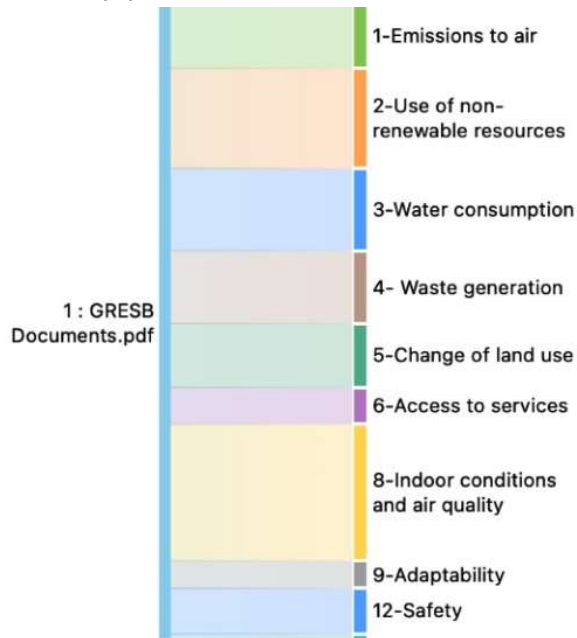 1-Emissions to air
2-Use of non-
renewable resources
3-Water consumption
1 : GRESB
Documents.pdf
4- Waste generation
5-Change of land use
6-Access to services
8-Indoor conditions
and air quality
9-Adaptability
12-Safety